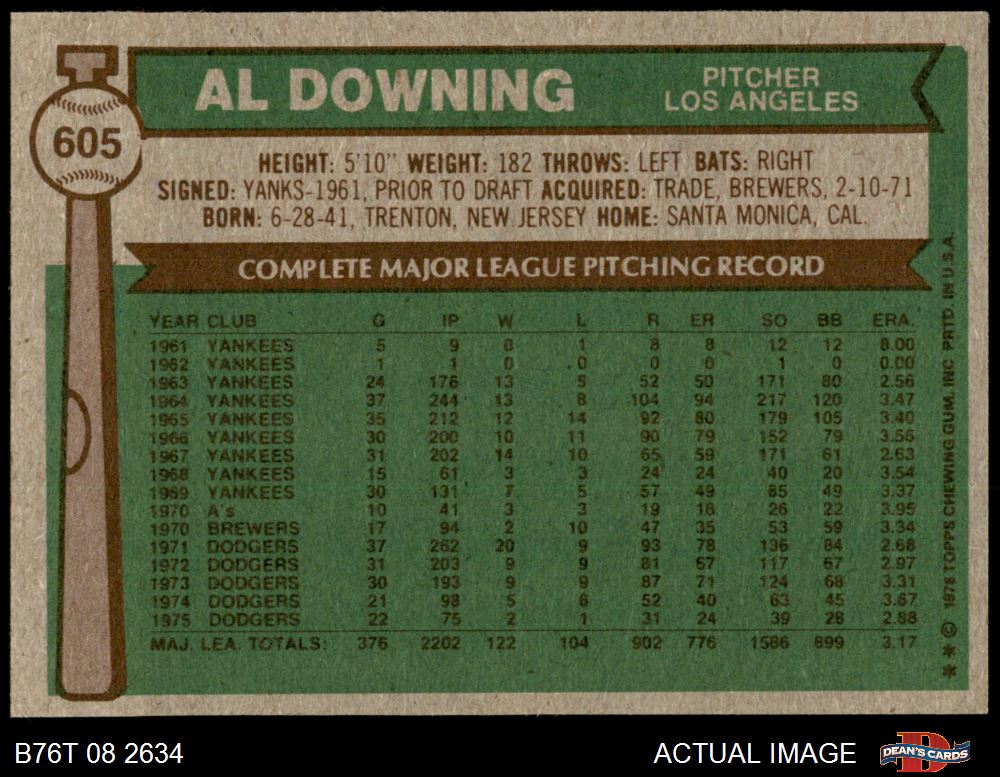 AL DOWNING
PITCHER
LOS ANGELES
605
HEIGHT: 5'10" WEIGHT: 182 THROWS: LEFT BATS: RIGHT
SIGNED: YANKS-1961, PRIOR TO DRAFT ACQUIRED: TRADE, BREWERS, 2-10-71
BORN: 6-28-41, TRENTON, NEW JERSEY HOME: SANTA MONICA, CAL.
COMPLETE MAJOR LEAGUE PITCHING RECORD
YEAR CLUB G IP W L R ER SO BB ERA.
1961 YANKEES 5 9 0 1 8 8 12 12 8.00
1962 YANKEES 1 1 0 0 0 0 1 0 0.00
1963 YANKEES 24 176 13 5 52 50 171 80 2.56
1964 YANKEES 37 244 13 8 104 94 217 120 3.47
1965 YANKEES 35 212 12 14 92 80 179 105 3.40
1966 YANKEES 30 200 10 11 90 79 152 79 3.56
1967 YANKEES 31 202 14 10 65 59 171 61 2.63
1968 YANKEES 15 61 3 3 24 24 40 20 3.54
1969 YANKEES 30 131 7 5 57 49 85 49 3.37
1970 A's 10 41 3 3 19 18 26 22 3.95
1970 BREWERS 17 94 2 10 47 35 53 59 3.34
1971 DODGERS 37 262 20 9 93 78 136 84 2.68
1972 DODGERS 31 203 9 9 81 67 117 67 2.97
1973 DODGERS 30 193 9 9 87 71 124 68 3.31
1974 DODGERS 21 98 5 6 52 40 63 45 3.67
1975 DODGERS 22 75 2 1 31 24 39 28 2.88
MAJ. LEA. TOTALS: 376 2202 122 104 902 776 1586 899 3.17
* * © 1976 TOPPS CHEWING GUM. INC PRTD IN U.S.A.
B76T 08 2634
ACTUAL IMAGE
DEAN'S CARDS